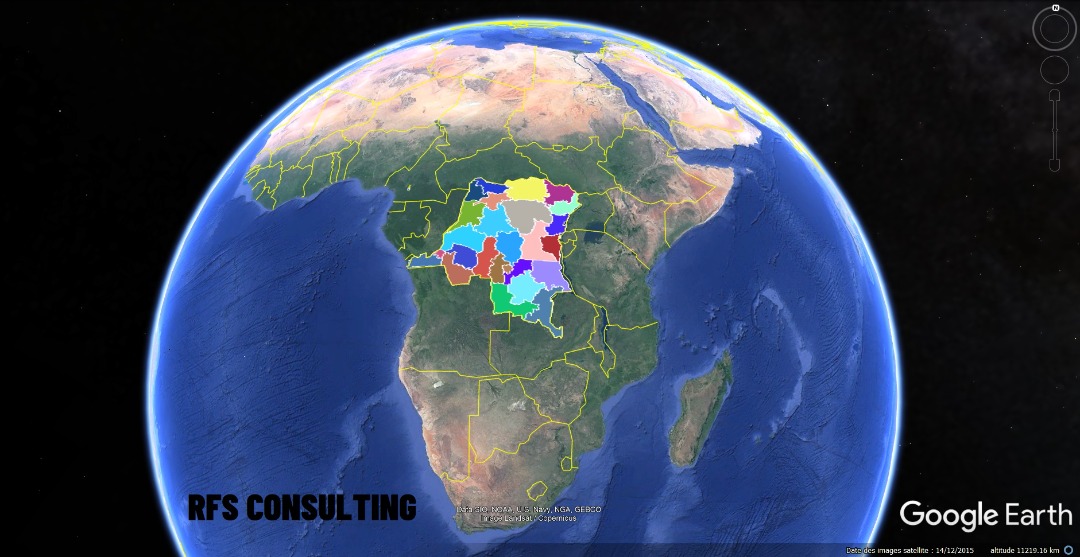 N
RFS CONSULTING
Data SIO, NOAA, U.S. Navy, NGA, GEBCO
Image Landsat / Copernicus
Google Earth
Date des images satellite : 14/12/2015 altitude 11219.16 km